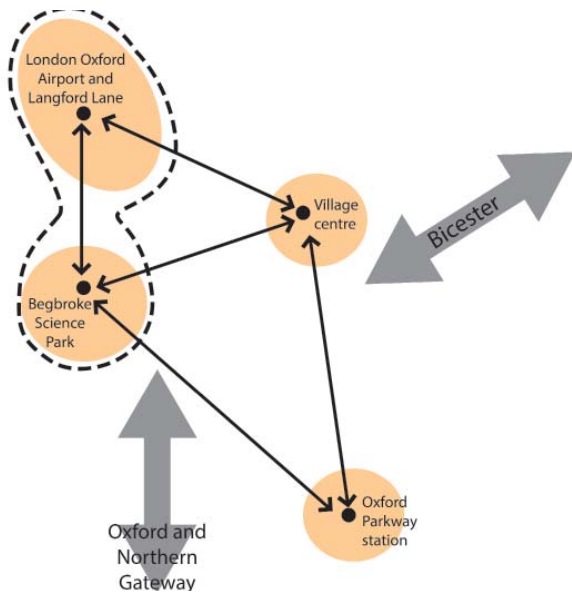 London Oxford
Airport and
Langford Lane
Village
centre
Bicester
Begbroke
Science
Park
Oxford
Parkway
station
Oxford and
Northern
Gateway